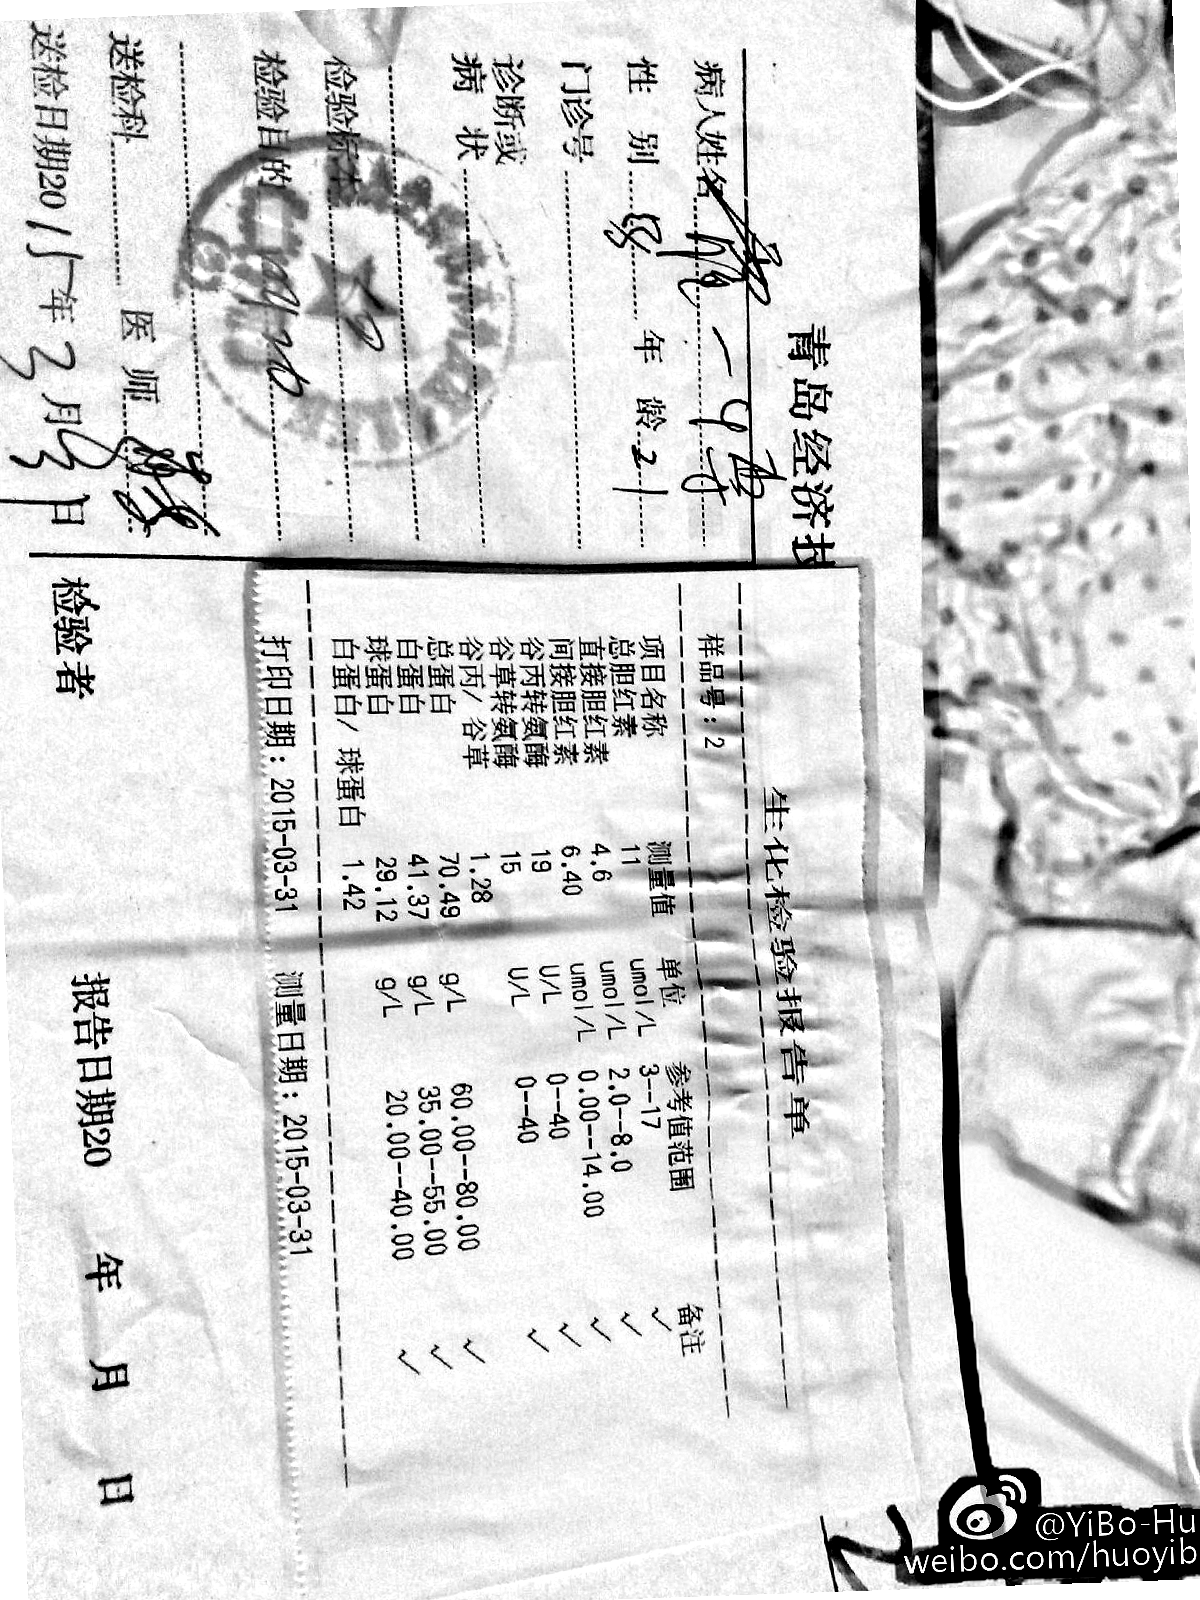 青岛经济技
病人姓名
性 别 年 龄 21
门诊号
诊断或
病 状
检验标本
检验目的
送检科 医 师
送检日期2015年3月31日
生化检验报告单
样品号：2
项目名称 测量值 单位 参考值范围 备注
总胆红素 11 umol/L 3--17 ✓
直接胆红素 4.6 umol/L 2.0--8.0 ✓
间接胆红素 6.40 umol/L 0.00--14.00 ✓
谷丙转氨酶 19 U/L 0--40 ✓
谷草转氨酶 15 U/L 0--40 ✓
谷丙/谷草 1.28
总蛋白 70.49 g/L 60.00--80.00 ✓
白蛋白 41.37 g/L 35.00--55.00 ✓
球蛋白 29.12 g/L 20.00--40.00 ✓
白蛋白/球蛋白 1.42
打印日期：2015-03-31 测量日期：2015-03-31
检验者 报告日期20 年 月 日
@YiBo-Hu
weibo.com/huoyib